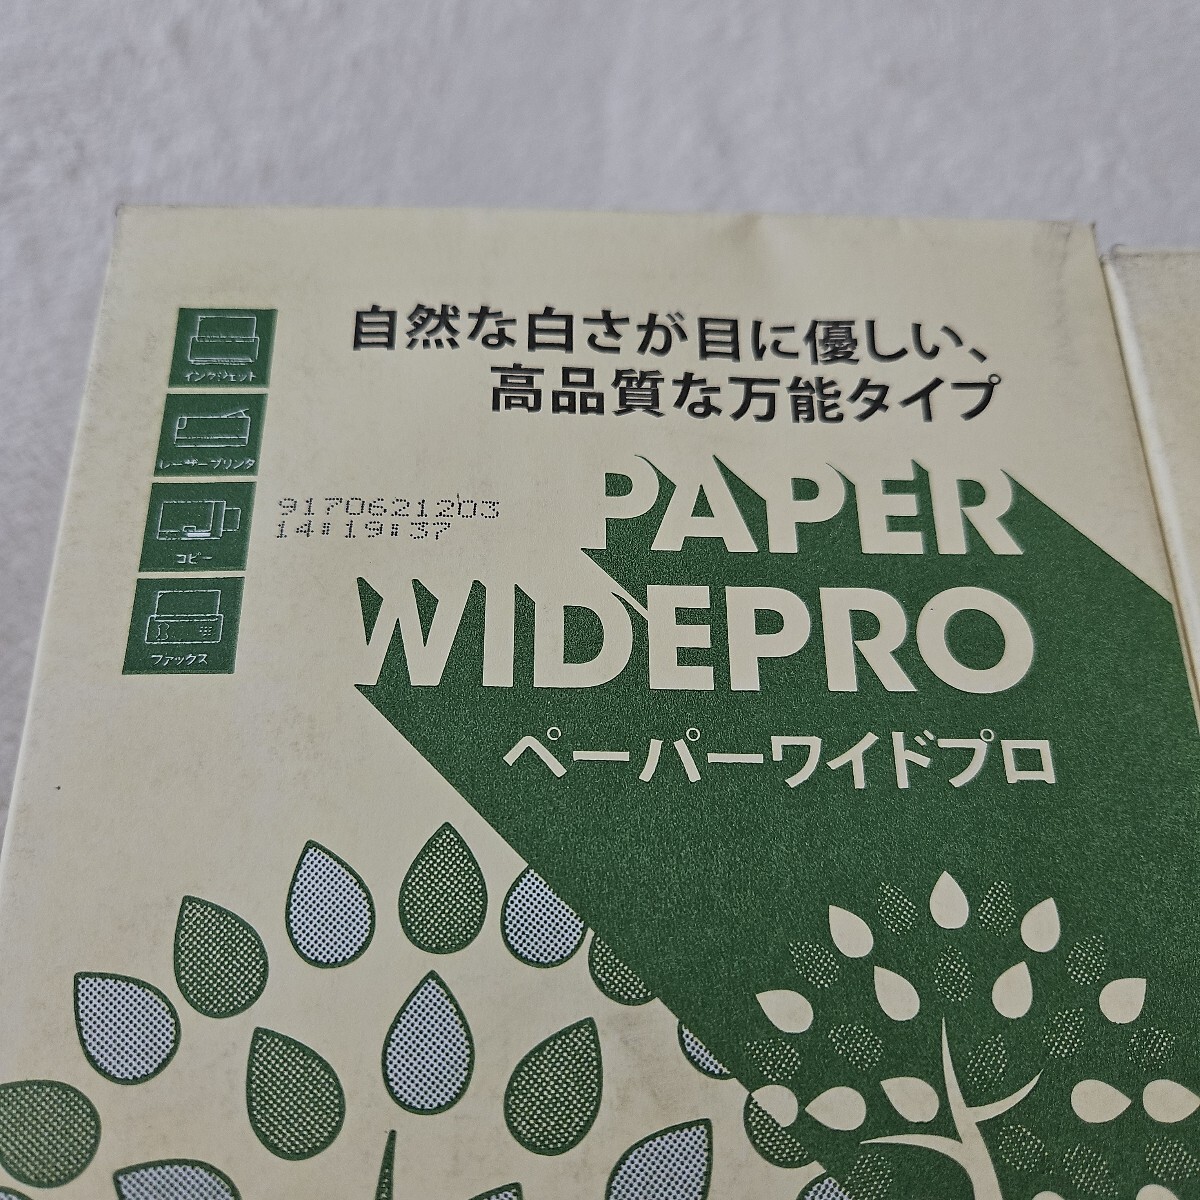 自然な白さが目に優しい、
高品質な万能タイプ
インクジェット
レーザープリンタ
コピー
ファックス
9170621203
14:19:37
PAPER
WIDEPRO
ペーパーワイドプロ